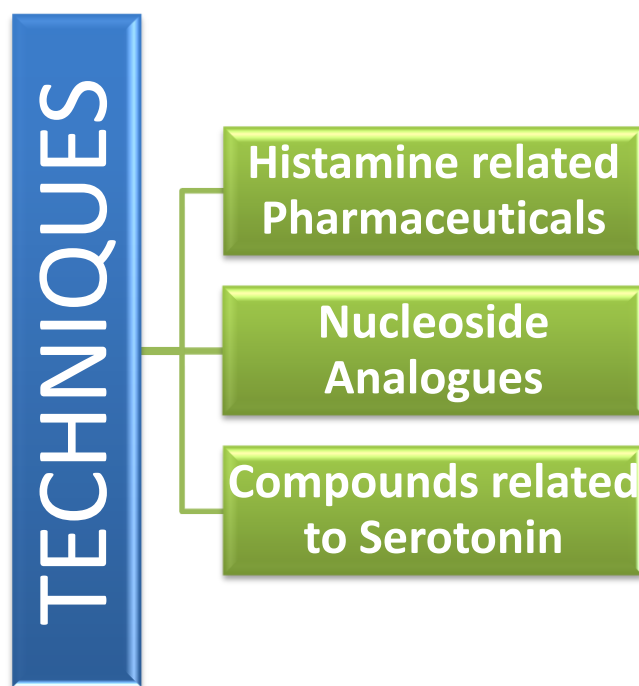 TECHNIQUES
Histamine related
Pharmaceuticals
Nucleoside
Analogues
Compounds related
to Serotonin